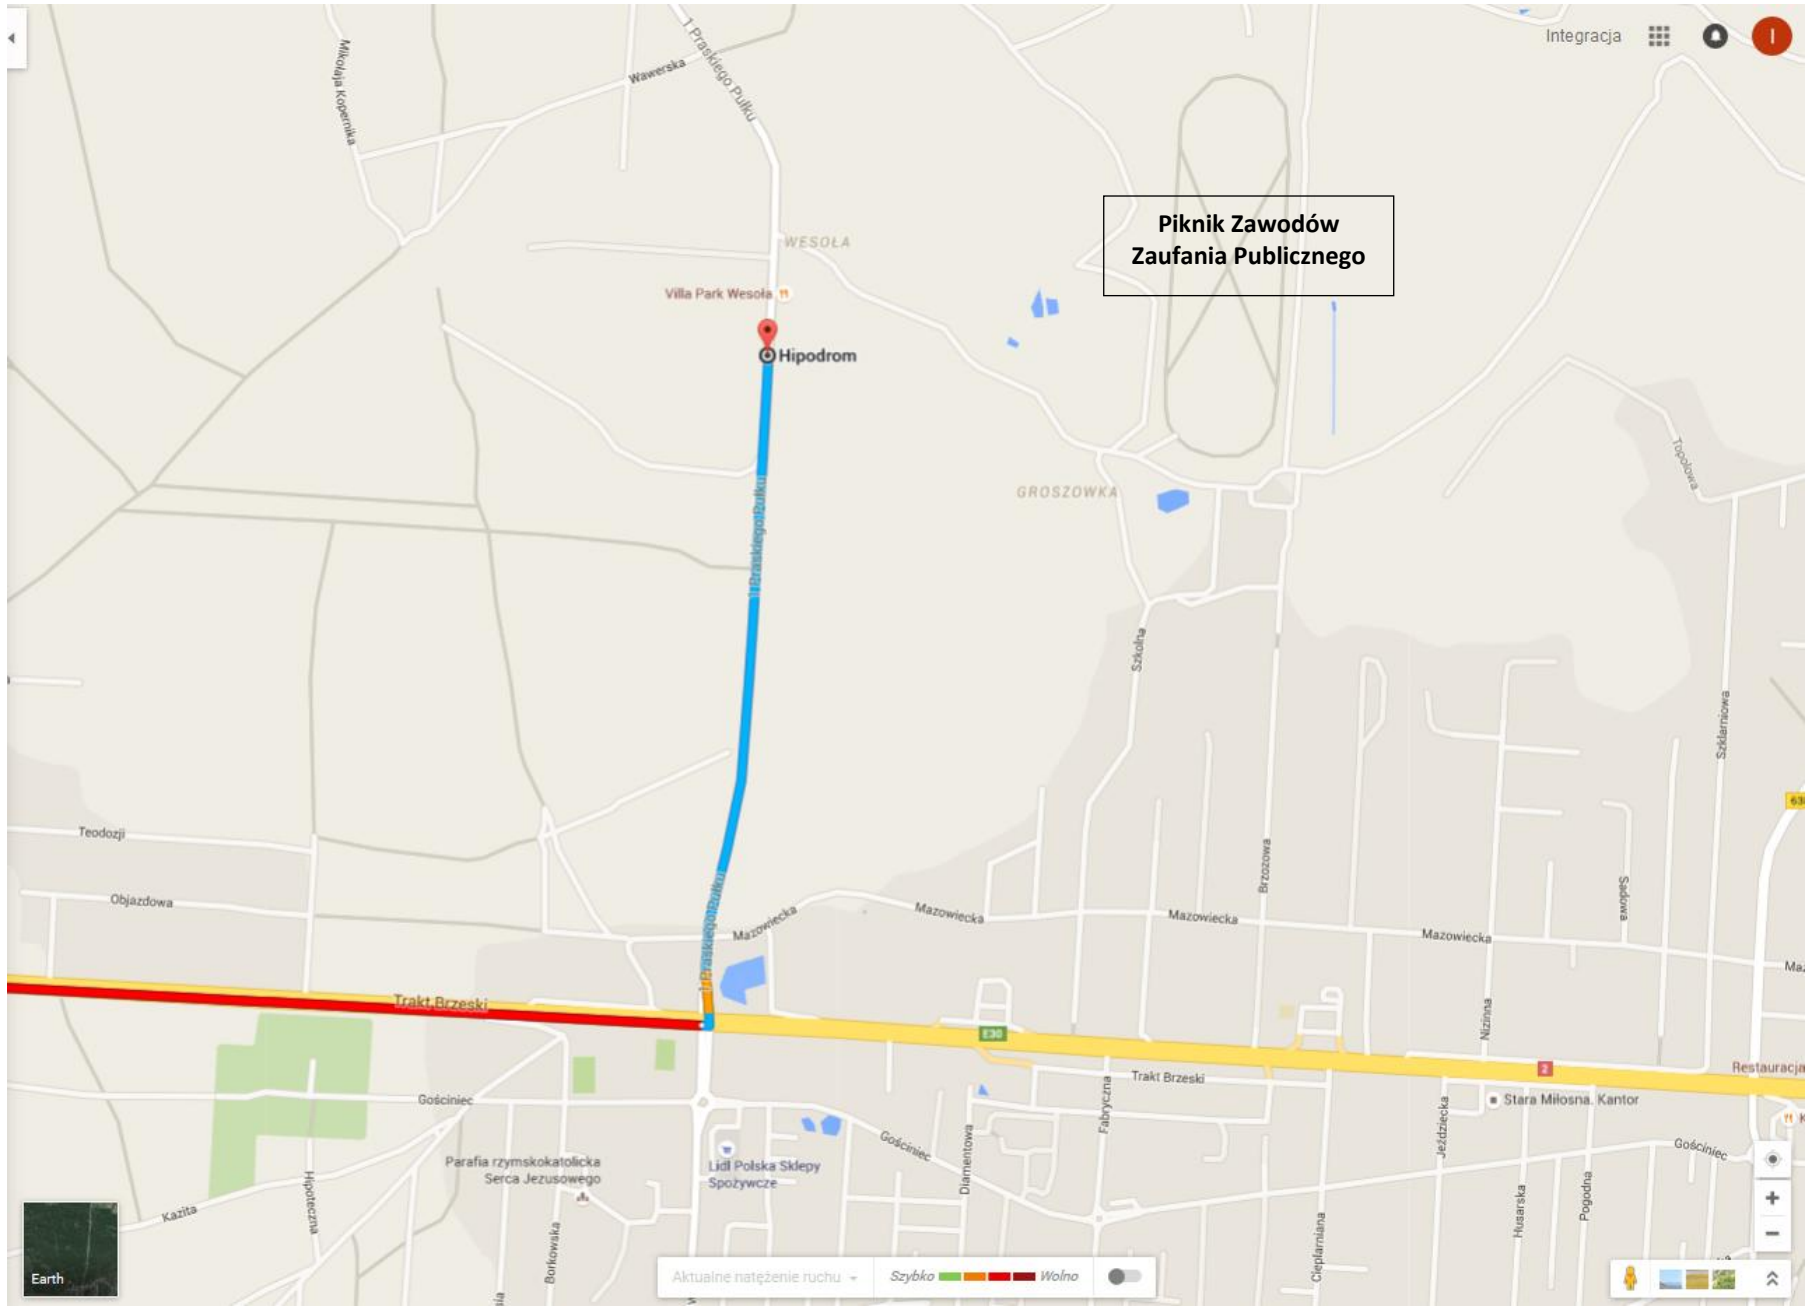 Integracja
I
Mikołaja Kopernika
Wawerska
1 Praskiego Pułku
Piknik Zawodów
Zaufania Publicznego
WESOŁA
Villa Park Wesoła
Hipodrom
Topolowa
GROSZÓWKA
1 Praskiego Pułku
Szkolna
Szklarniowa
Teodozji
Brzozowa
Sadowa
Objazdowa
1 Praskiego Pułku
Mazowiecka
Mazowiecka
Mazowiecka
Mazowiecka
Trakt Brzeski
E30
Nizinna
2
Restauracja
Trakt Brzeski
Fabryczna
Stara Miłosna. Kantor
Gościniec
Jeździecka
Gościniec
Gościniec
Diamentowa
Parafia rzymskokatolicka
Serca Jezusowego
Lidl Polska Sklepy
Spożywcze
Hipoteczna
Kazita
Borkowska
Cieplarniana
Husarska
Pogodna
Earth
Aktualne natężenie ruchu
Szybko
Wolno